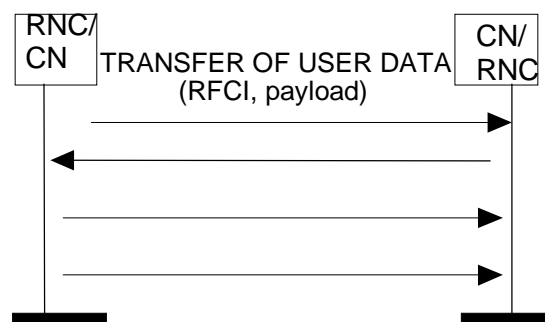 RNC/
CN
TRANSFER OF USER DATA
(RFCI, payload)
CN/
RNC